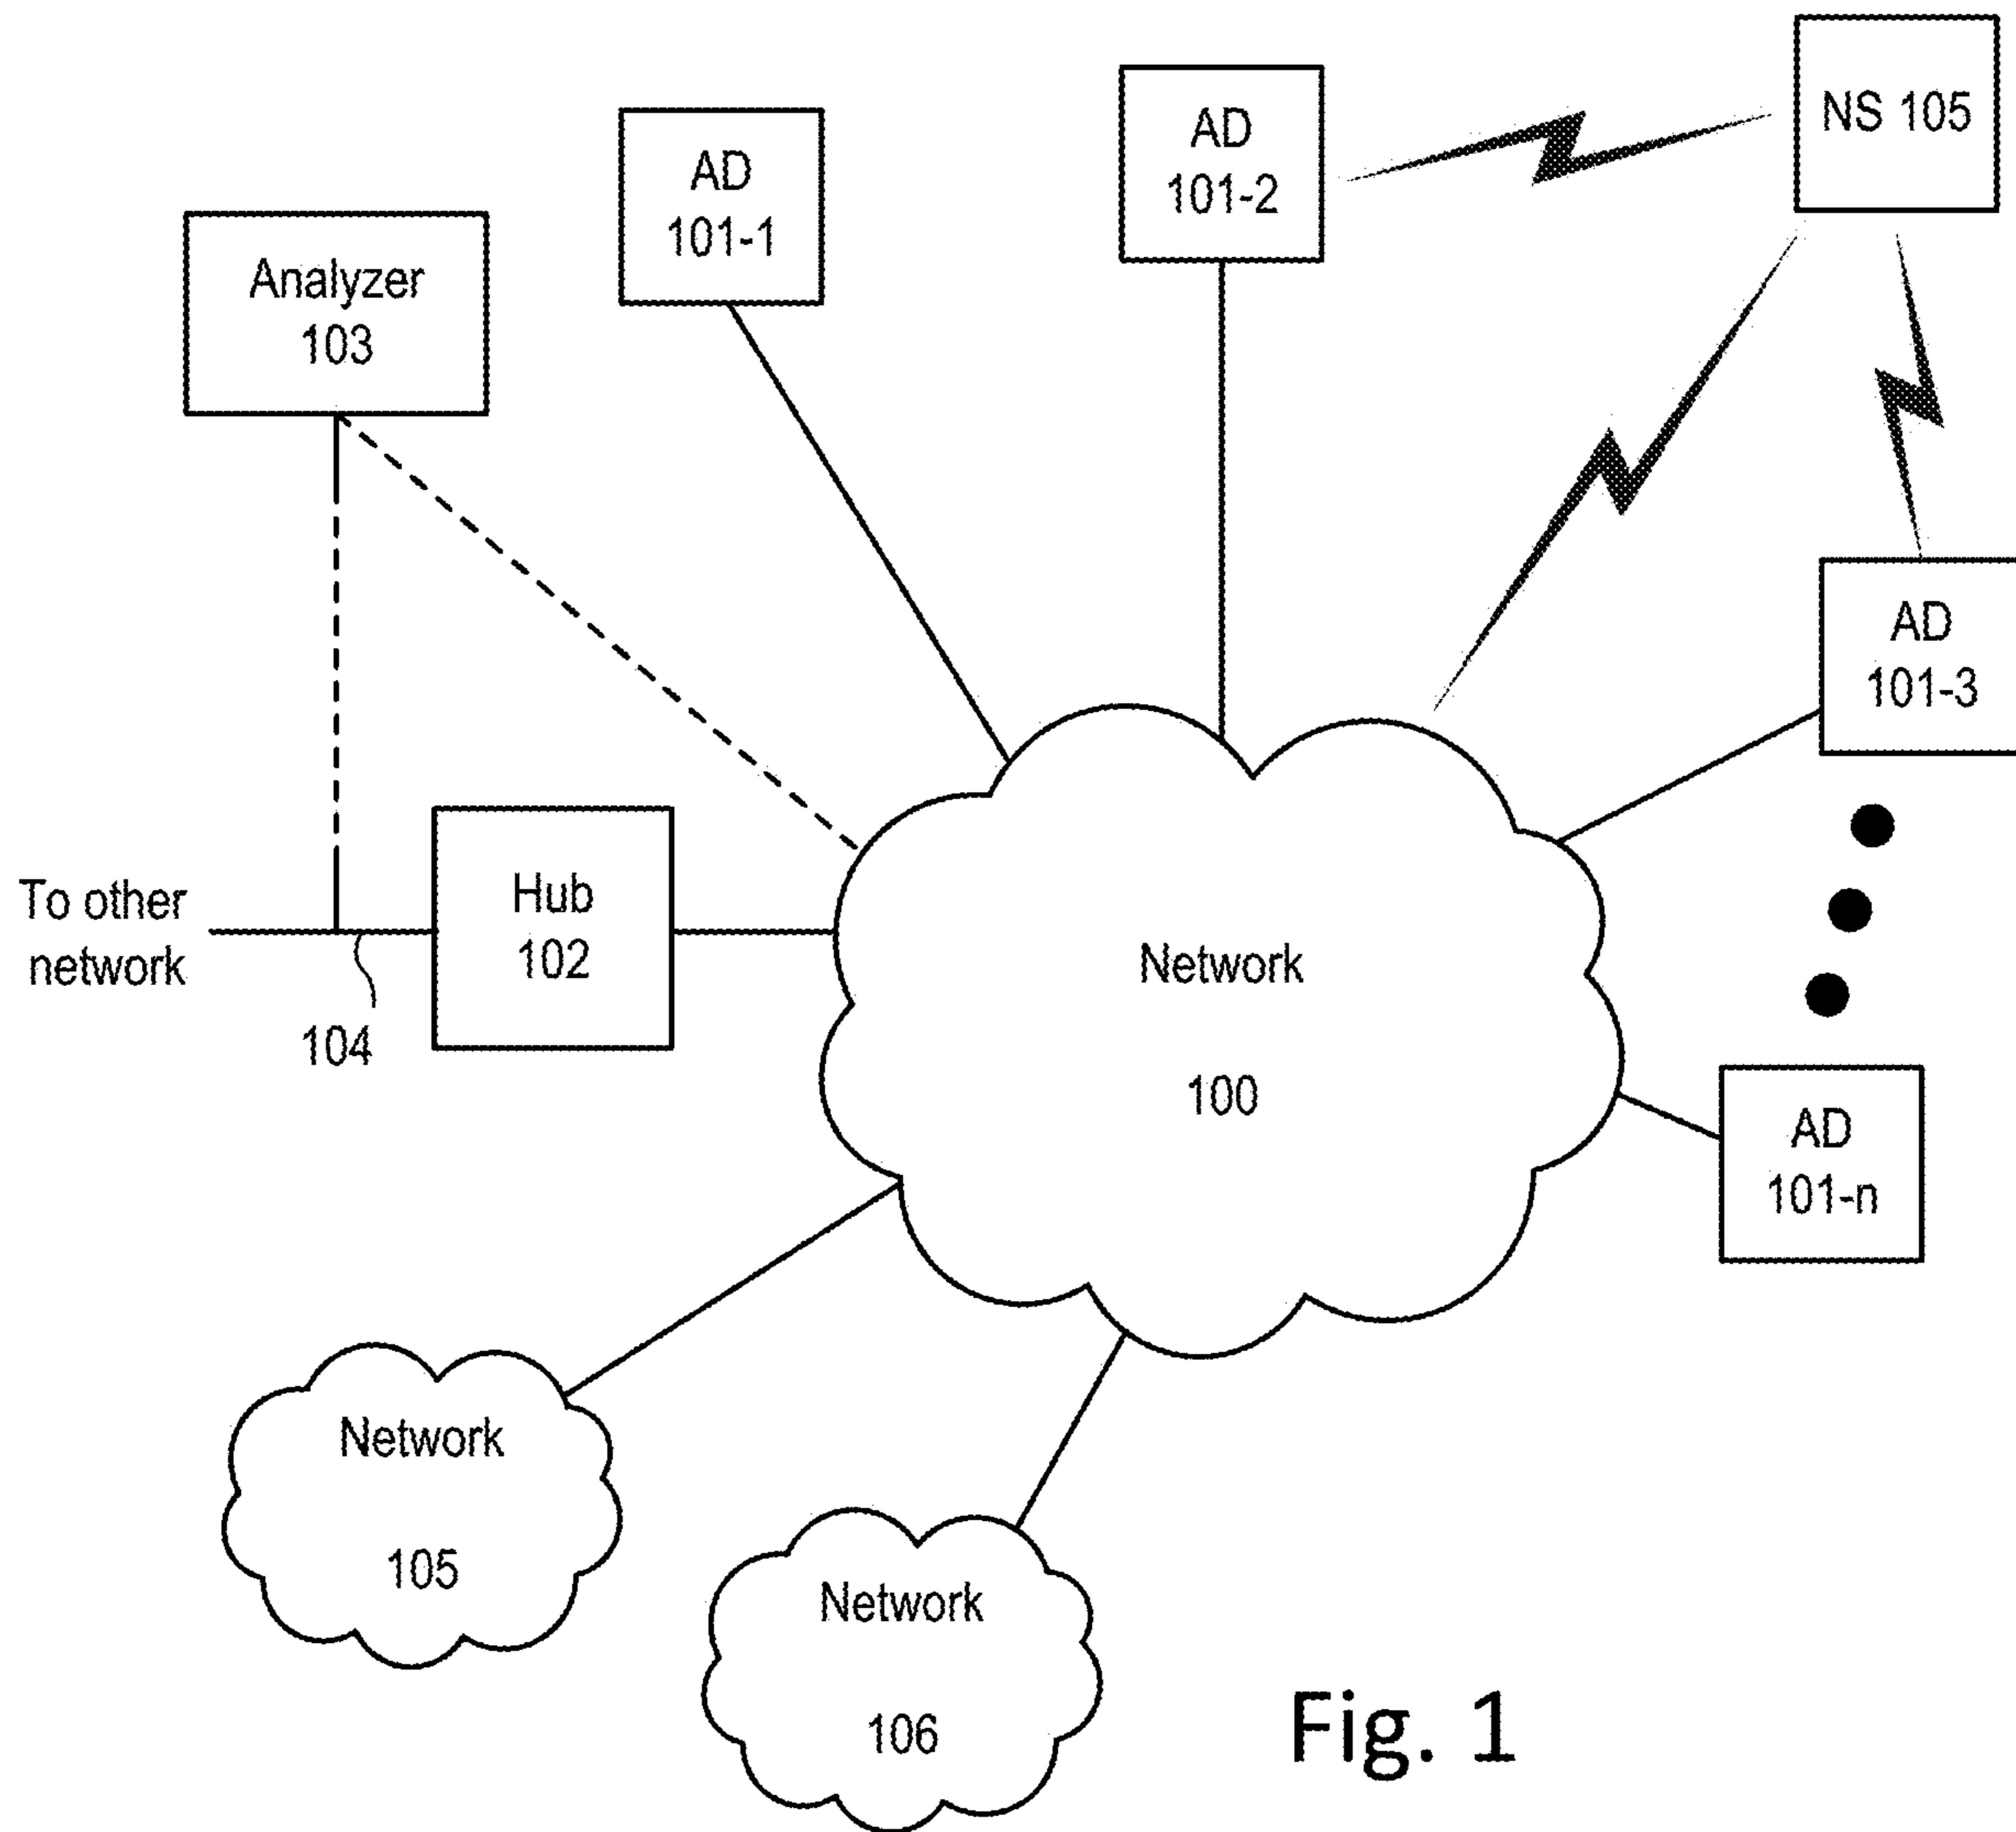 NS 105
AD
101-2
AD
101-1
Analyzer
103
AD
101-3
To other
network
Hub
102
104
Network
100
AD
101-n
Network
105
Network
106
Fig. 1